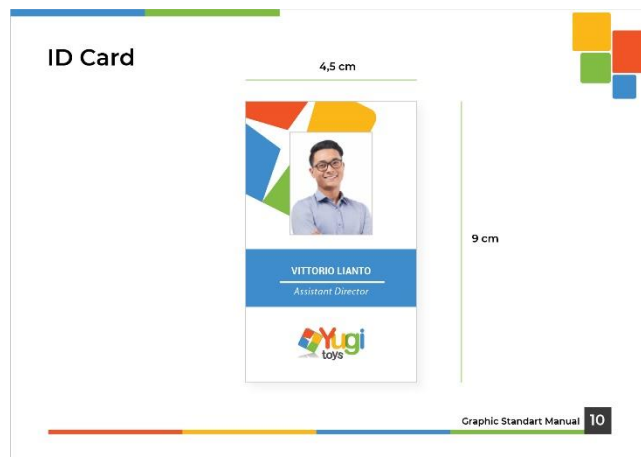 ID Card
4,5 cm
9 cm
VITTORIO LIANTO
Assistant Director
Yugi
toys
Graphic Standart Manual 10